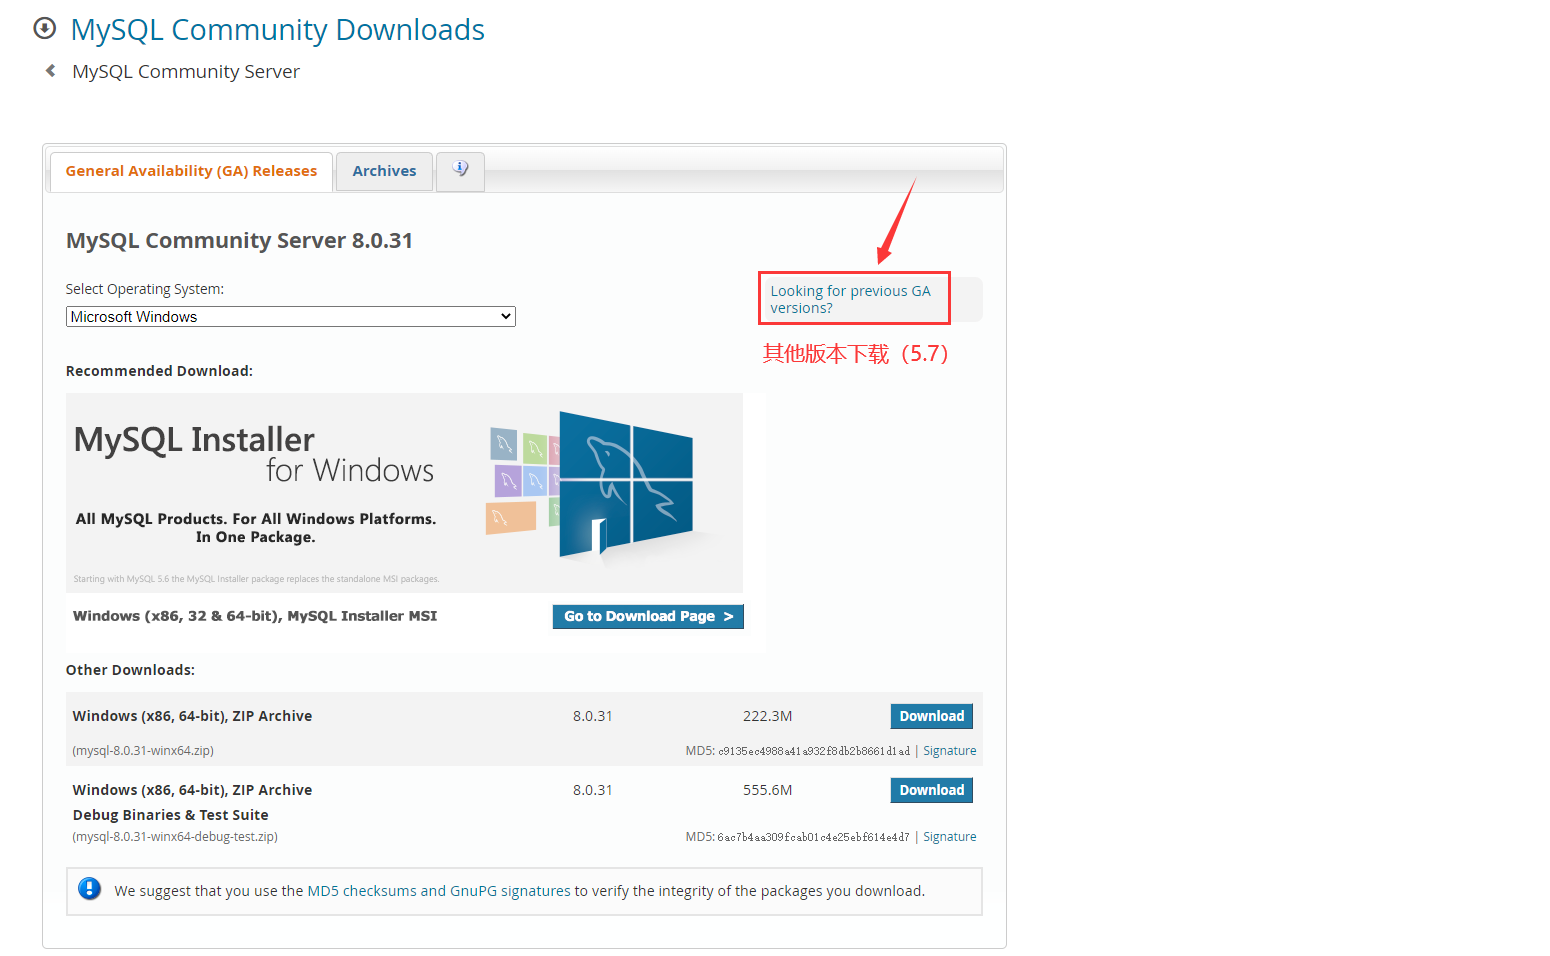 MySQL Community Downloads
MySQL Community Server
General Availability (GA) Releases
Archives
MySQL Community Server 8.0.31
Select Operating System:
Looking for previous GA
versions?
Microsoft Windows
其他版本下载（5.7）
Recommended Download:
MySQL Installer
for Windows
All MySQL Products. For All Windows Platforms.
In One Package.
Starting with MySQL 5.6 the MySQL Installer package replaces the standalone MSI packages.
Windows (x86, 32 & 64-bit), MySQL Installer MSI
Go to Download Page >
Other Downloads:
Windows (x86, 64-bit), ZIP Archive 8.0.31 222.3M Download
(mysql-8.0.31-winx64.zip) MD5: c9135ec4988a41a932f8db2b8661d1ad | Signature
Windows (x86, 64-bit), ZIP Archive 8.0.31 555.6M Download
Debug Binaries & Test Suite
(mysql-8.0.31-winx64-debug-test.zip) MD5: 6ac7b4aa309fcab01c4e25ebf614e4d7 | Signature
We suggest that you use the MD5 checksums and GnuPG signatures to verify the integrity of the packages you download.